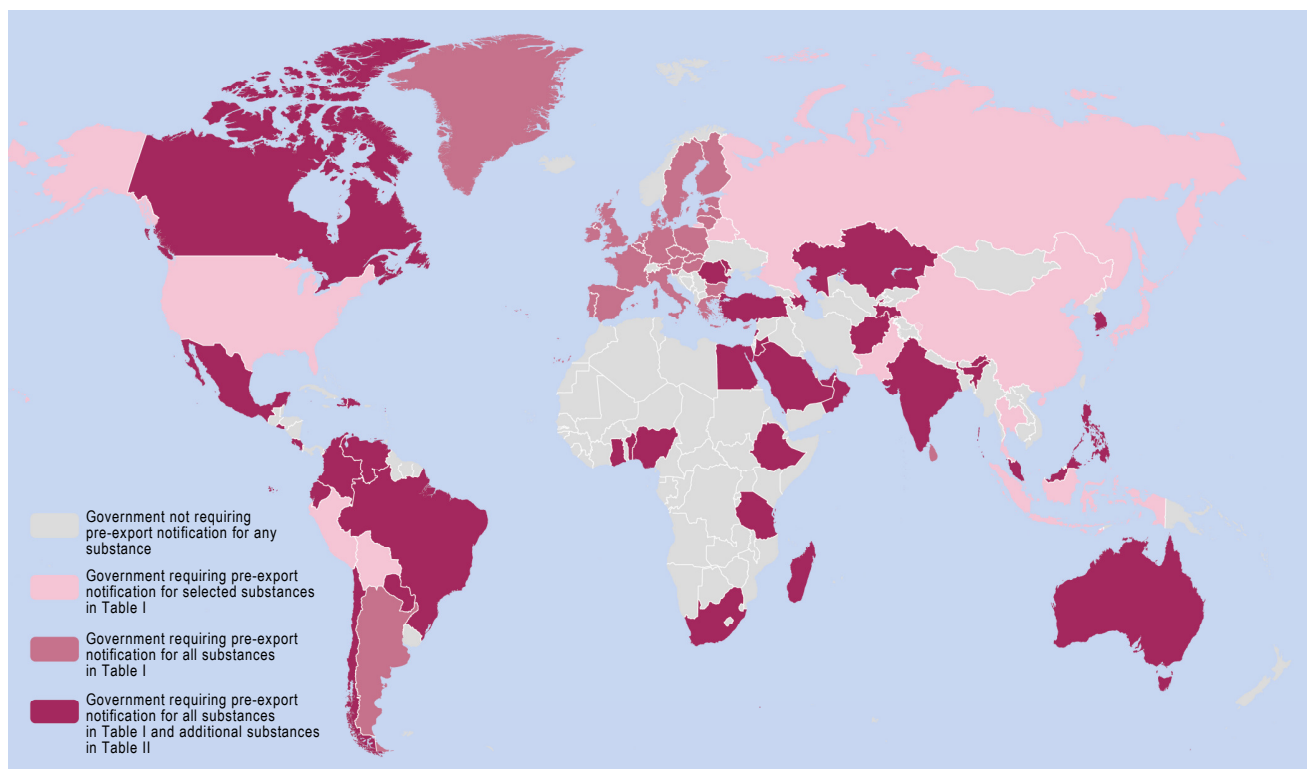 Government not requiring
pre-export notification for any
substance
Government requiring pre-export
notification for selected substances
in Table I
Government requiring pre-export
notification for all substances
in Table I
Government requiring pre-export
notification for all substances
in Table I and additional substances
in Table II